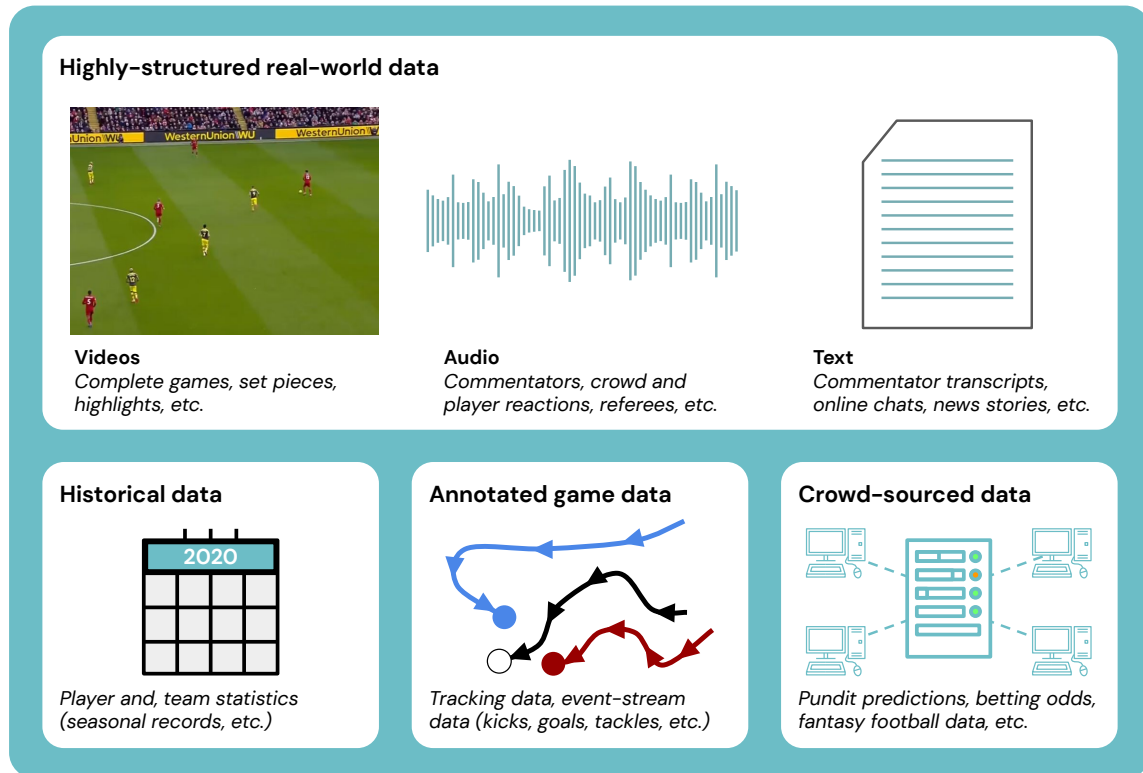 Highly-structured real-world data
WesternUnion WU
WesternUnion
Videos
Complete games, set pieces,
highlights, etc.
Audio
Commentators, crowd and
player reactions, referees, etc.
Text
Commentator transcripts,
online chats, news stories, etc.
Historical data
2020
Player and, team statistics
(seasonal records, etc.)
Annotated game data
Tracking data, event-stream
data (kicks, goals, tackles, etc.)
Crowd-sourced data
Pundit predictions, betting odds,
fantasy football data, etc.